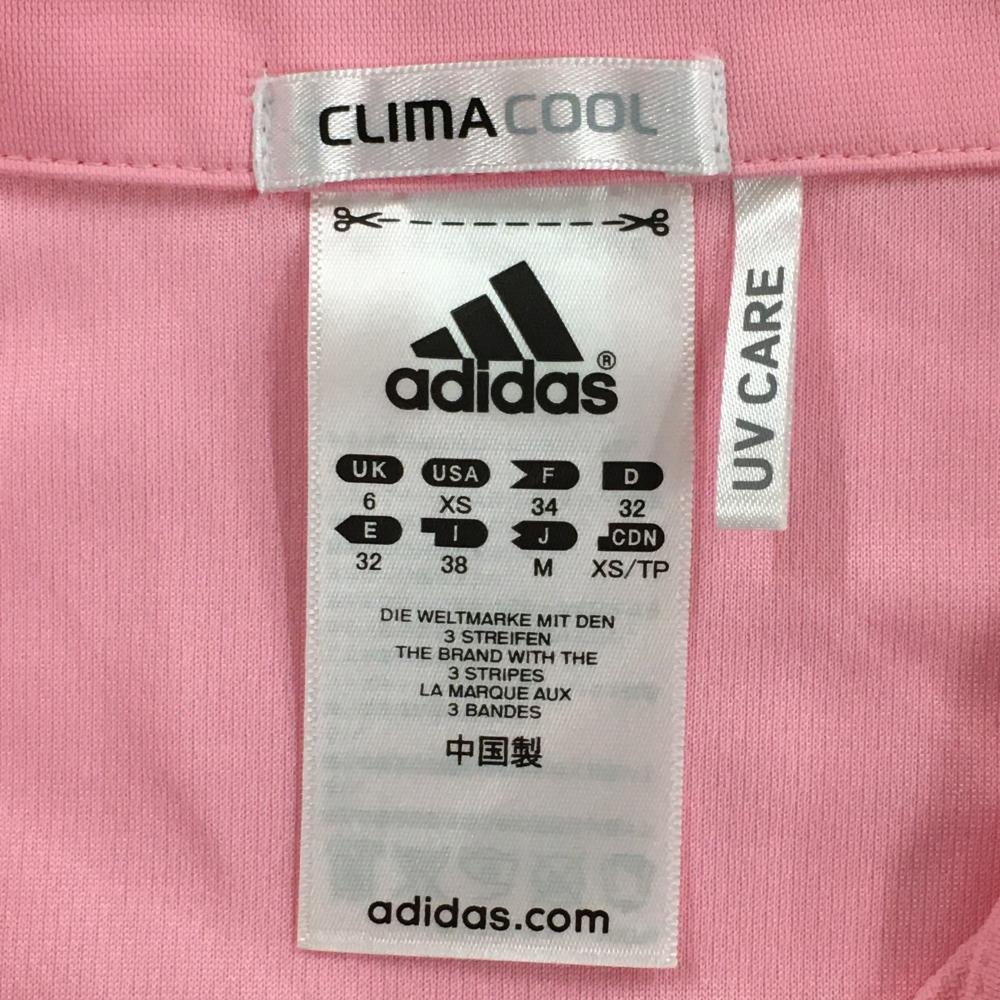 CLIMACOOL
adidas®
UK USA F D
6 XS 34 32
E I J CDN
32 38 M XS/TP
DIE WELTMARKE MIT DEN
3 STREIFEN
THE BRAND WITH THE
3 STRIPES
LA MARQUE AUX
3 BANDES
中国製
adidas.com
UV CARE